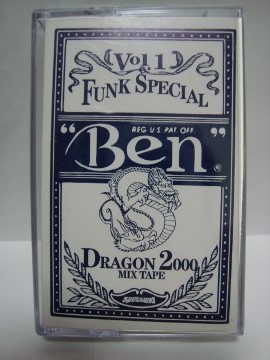 Vol.1
FUNK SPECIAL
REG U.S. PAT. OFF.
"Ben"®
DRAGON 2000
MIX TAPE